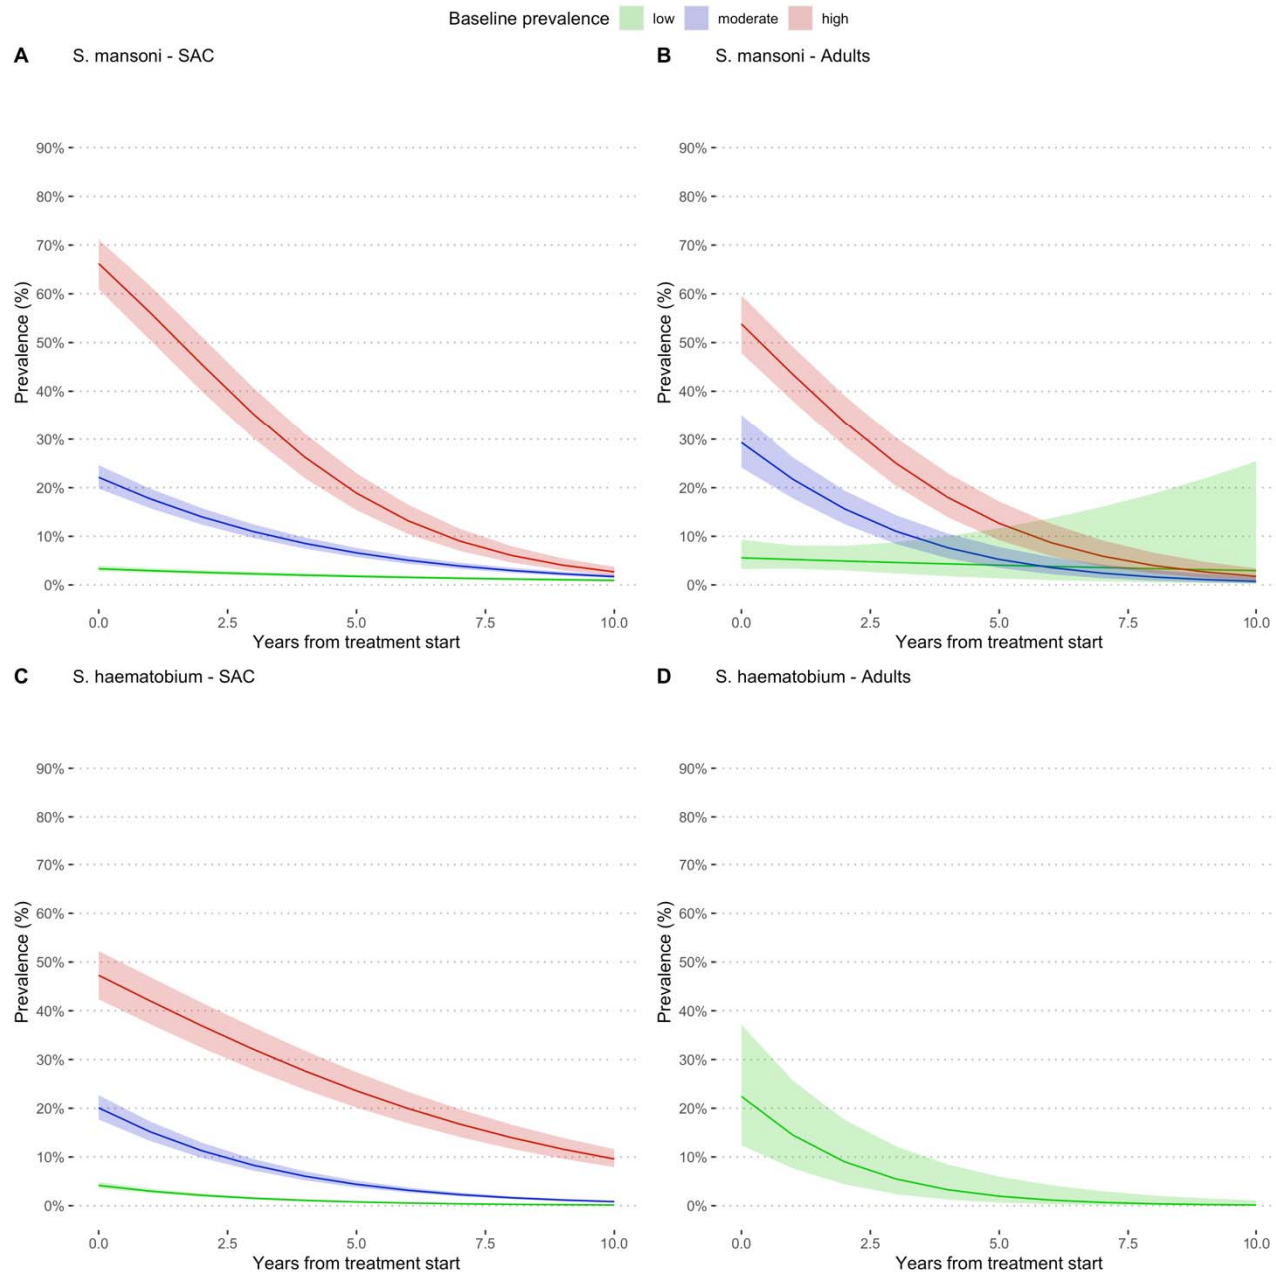 Baseline prevalence low moderate high
A S. mansoni - SAC
90%
80%
70%
60%
50%
40%
30%
20%
10%
0%
Prevalence (%)
0.0 2.5 5.0 7.5 10.0
Years from treatment start
B S. mansoni - Adults
90%
80%
70%
60%
50%
40%
30%
20%
10%
0%
Prevalence (%)
0.0 2.5 5.0 7.5 10.0
Years from treatment start
C S. haematobium - SAC
90%
80%
70%
60%
50%
40%
30%
20%
10%
0%
Prevalence (%)
0.0 2.5 5.0 7.5 10.0
Years from treatment start
D S. haematobium - Adults
90%
80%
70%
60%
50%
40%
30%
20%
10%
0%
Prevalence (%)
0.0 2.5 5.0 7.5 10.0
Years from treatment start